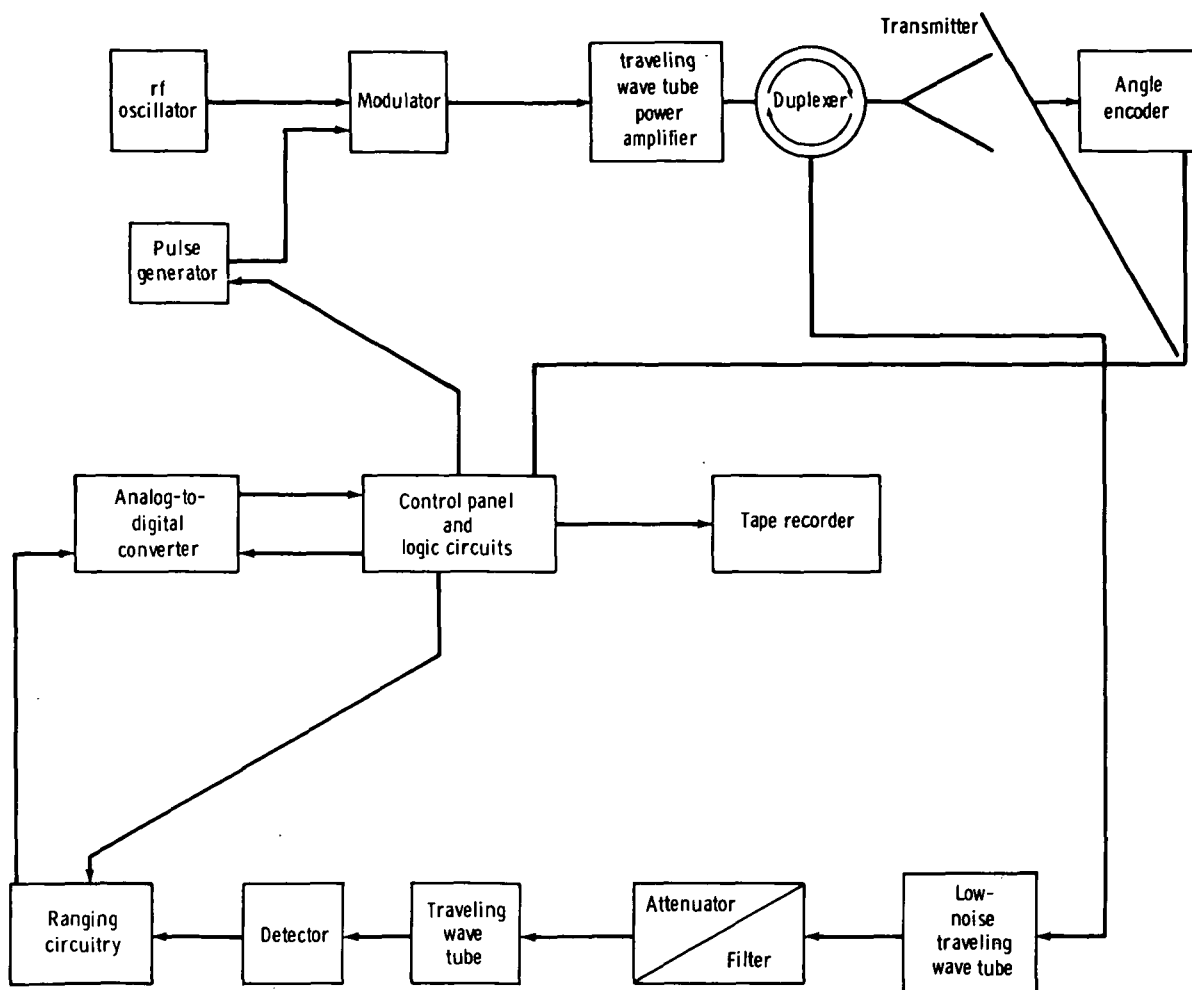 Transmitter
rf
oscillator
Modulator
traveling
wave tube
power
amplifier
Duplexer
Angle
encoder
Pulse
generator
Analog-to-
digital
converter
Control panel
and
logic circuits
Tape recorder
Ranging
circuitry
Detector
Traveling
wave
tube
Attenuator
Filter
Low-
noise
traveling
wave tube